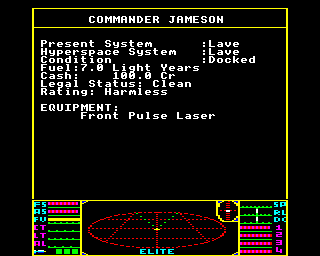 COMMANDER JAMESON
Present System :Lave
Hyperspace System :Lave
Condition :Docked
Fuel:7.0 Light Years
Cash: 100.0 Cr
Legal Status: Clean
Rating: Harmless
EQUIPMENT:
Front Pulse Laser
FS
AS
FU
CT
LT
AL
SP
RL
DC
1
2
3
4
ELITE